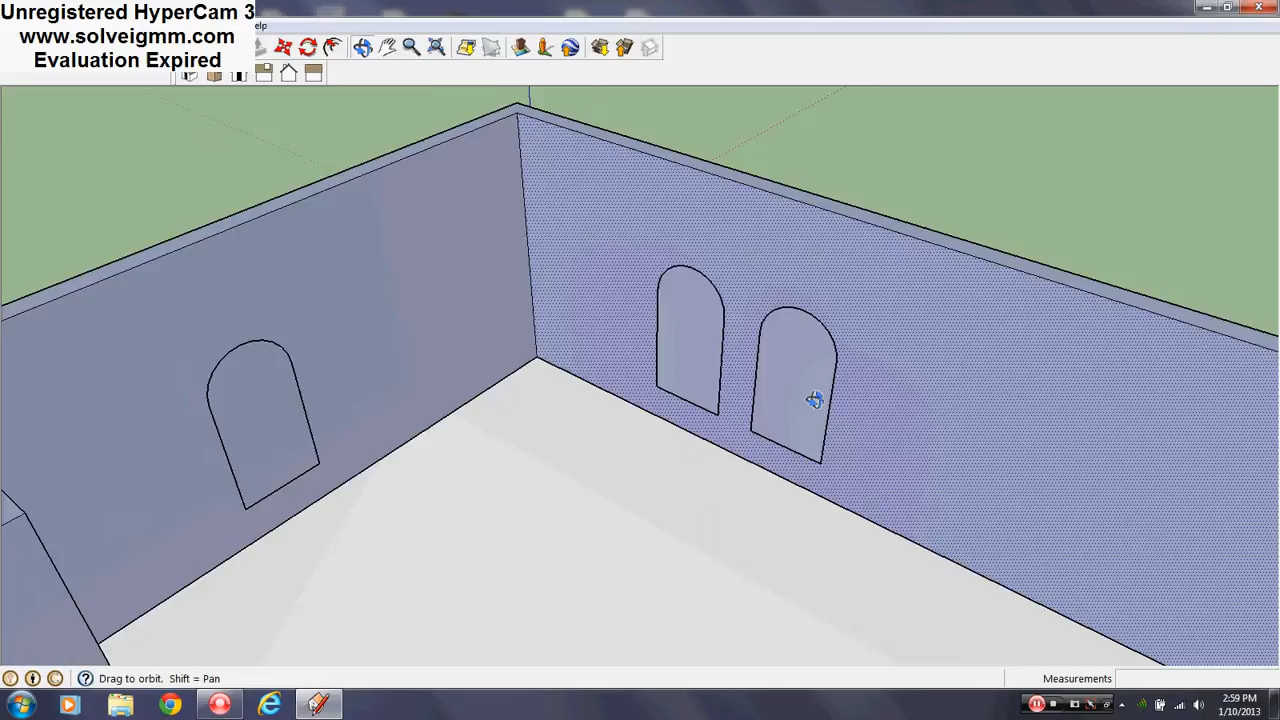 Unregistered HyperCam 3
www.solveigmm.com
Evaluation Expired
elp
Drag to orbit. Shift = Pan
Measurements
2:59 PM
1/10/2013